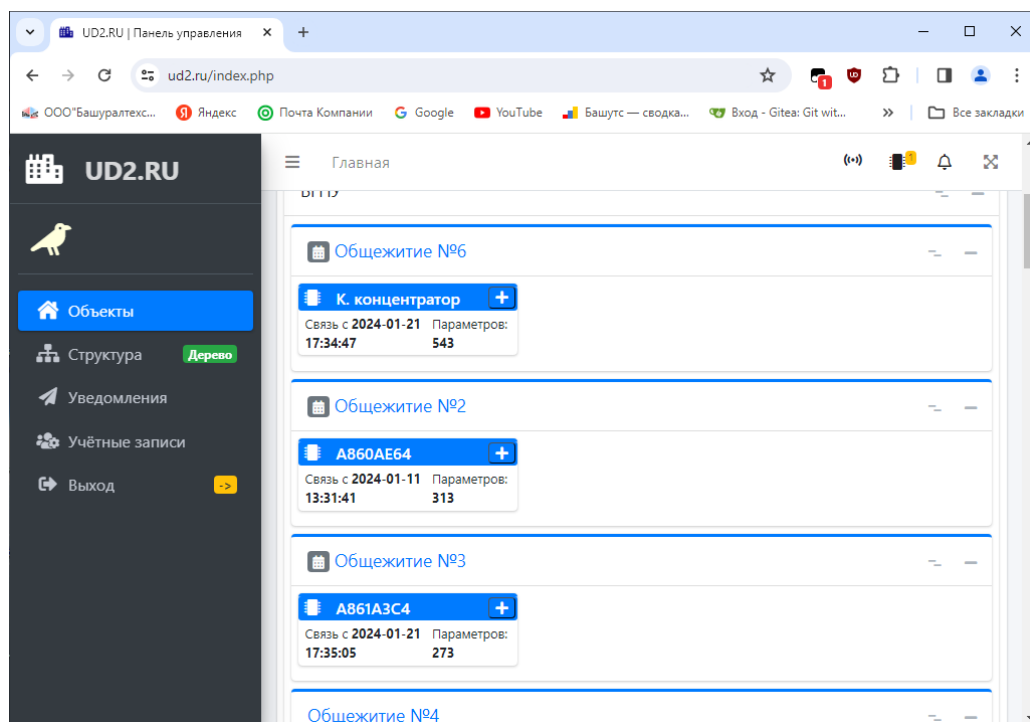 UD2.RU | Панель управления
ud2.ru/index.php
1
ООО"Башуралтехс...
Яндекс
Почта Компании
Google
YouTube
Башутс — сводка...
Вход - Gitea: Git wit...
»
Все закладки
UD2.RU
Главная
1
Объекты
Структура
Дерево
Уведомления
Учётные записи
Выход
->
Общежитие №6
К. концентратор
Связь с 2024-01-21 Параметров:
17:34:47 543
Общежитие №2
A860AE64
Связь с 2024-01-11 Параметров:
13:31:41 313
Общежитие №3
A861A3C4
Связь с 2024-01-21 Параметров:
17:35:05 273
Общежитие №4